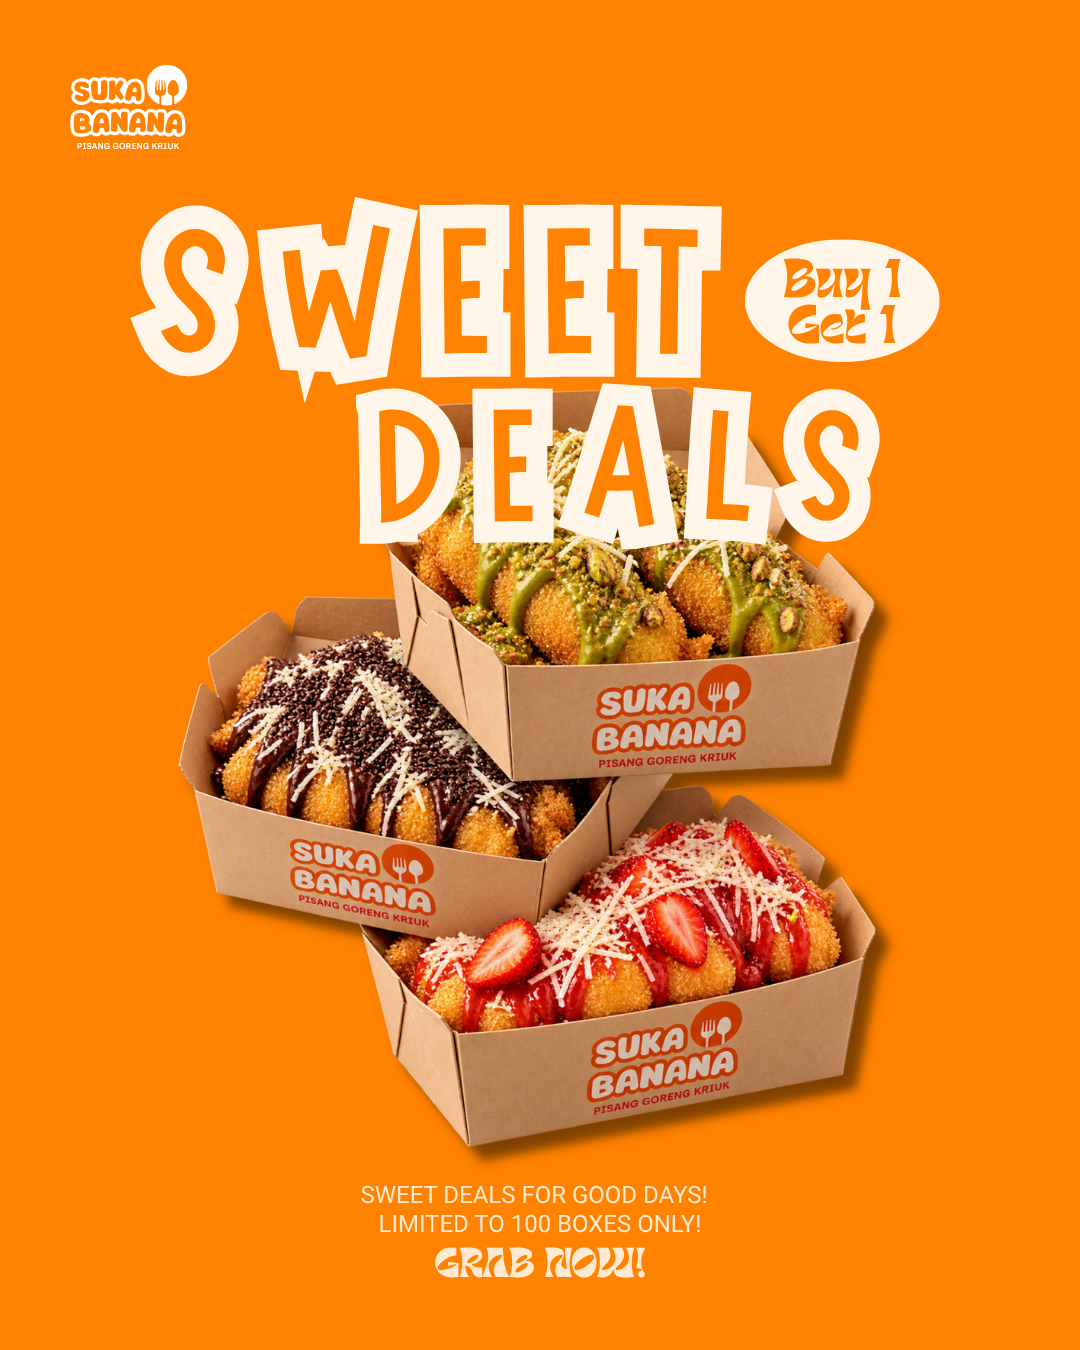 SUKA
BANANA
PISANG GORENG KRIUK
SWEET
Buy 1
Get 1
DEALS
SUKA
BANANA
PISANG GORENG KRIUK
SUKA
BANANA
PISANG GORENG KRIUK
SUKA
BANANA
PISANG GORENG KRIUK
SWEET DEALS FOR GOOD DAYS!
LIMITED TO 100 BOXES ONLY!
GRAB NOW!